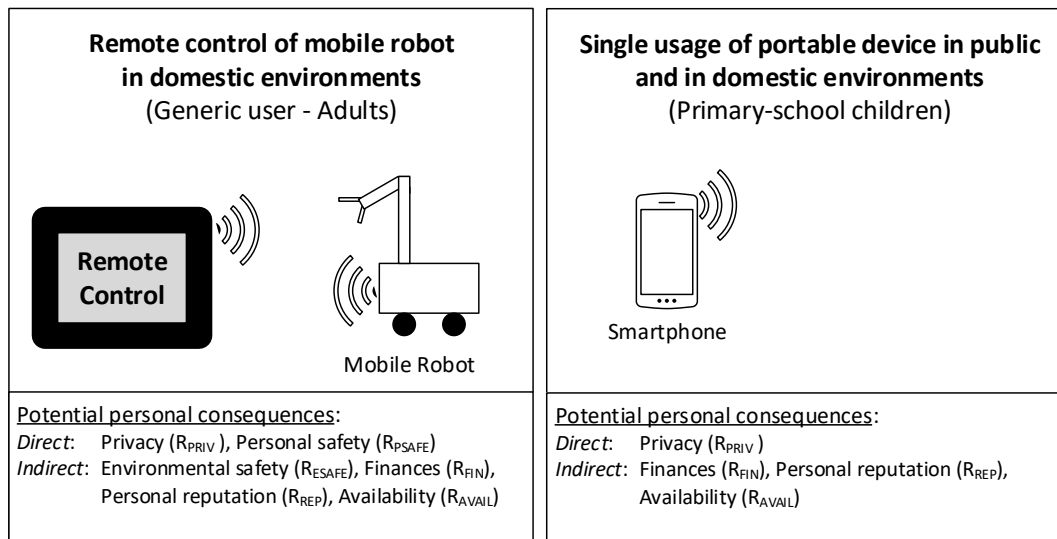 Remote control of mobile robot
in domestic environments
(Generic user - Adults)
Remote
Control
Mobile Robot
Potential personal consequences:
Direct: Privacy (RPRIV ), Personal safety (RPSAFE)
Indirect: Environmental safety (RESAFE), Finances (RFIN),
Personal reputation (RREP), Availability (RAVAIL)
Single usage of portable device in public
and in domestic environments
(Primary-school children)
Smartphone
Potential personal consequences:
Direct: Privacy (RPRIV )
Indirect: Finances (RFIN), Personal reputation (RREP),
Availability (RAVAIL)